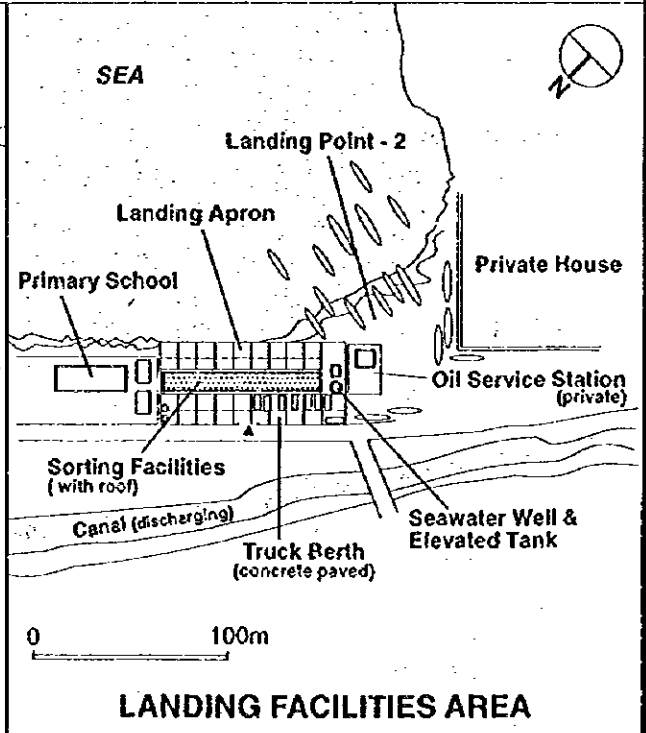 SEA
N
Landing Point - 2
Landing Apron
Primary School
Private House
Oil Service Station
(private)
Sorting Facilities
(with roof)
Canal (discharging)
Seawater Well &
Elevated Tank
Truck Berth
(concrete paved)
0 100m
LANDING FACILITIES AREA